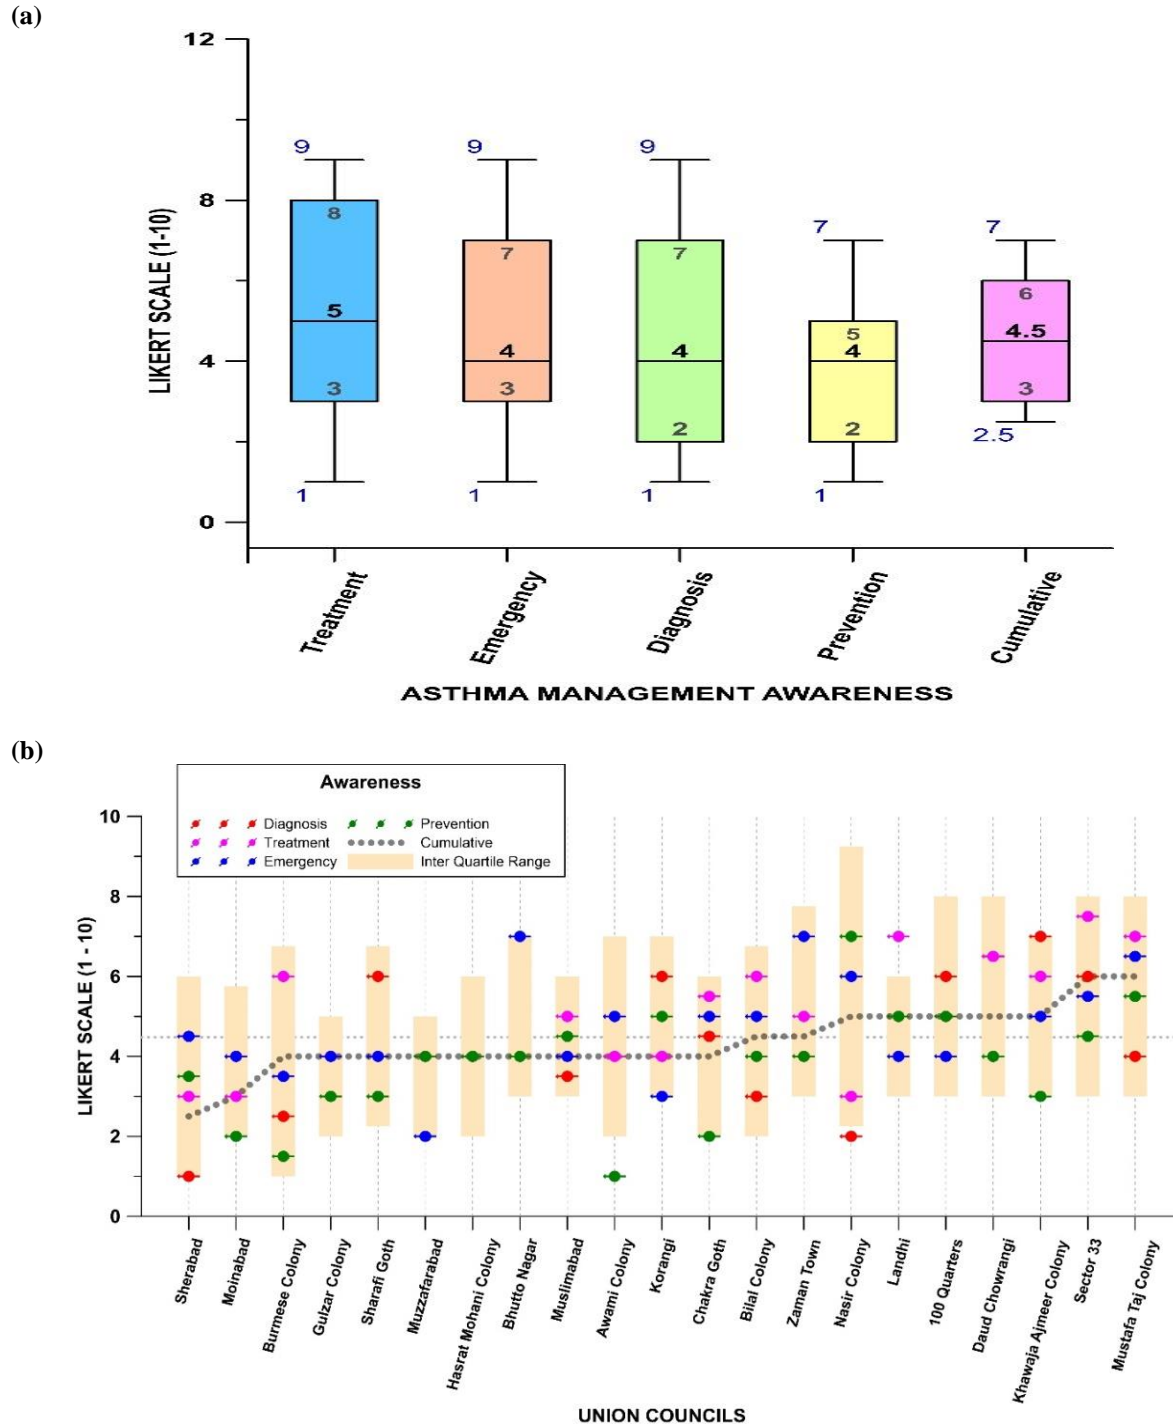 (a)
12
8
4
0
LIKERT SCALE (1-10)
9
8
5
3
1
9
7
4
3
1
9
7
4
2
1
7
5
4
2
1
7
6
4.5
3
2.5
Treatment
Emergency
Diagnosis
Prevention
Cumulative
ASTHMA MANAGEMENT AWARENESS
(b)
Awareness
Diagnosis
Prevention
Treatment
Cumulative
Emergency
Inter Quartile Range
10
8
6
4
2
0
LIKERT SCALE (1 - 10)
Sherabad
Moinabad
Burmese Colony
Gulzar Colony
Sharafi Goth
Muzzafarabad
Hasrat Mohani Colony
Bhutto Nagar
Muslimabad
Awami Colony
Korangi
Chakra Goth
Bilal Colony
Zaman Town
Nasir Colony
Landhi
100 Quarters
Daud Chowrangi
Khawaja Ajmeer Colony
Sector 33
Mustafa Taj Colony
UNION COUNCILS